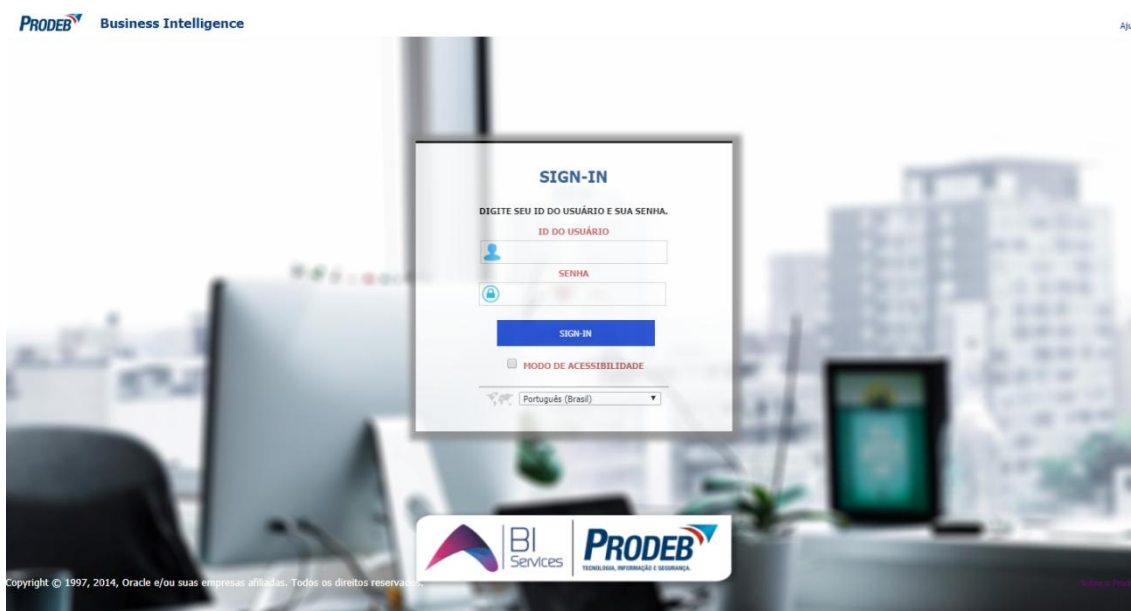 PRODEB Business Intelligence
SIGN-IN
DIGITE SEU ID DO USUÁRIO E SUA SENHA.
ID DO USUÁRIO
SENHA
SIGN-IN
MODO DE ACESSIBILIDADE
Português (Brasil)
BI
Services
PRODEB
TECNOLOGIA, INFORMAÇÃO E SEGURANÇA.
Copyright © 1997, 2014, Oracle e/ou suas empresas afiliadas. Todos os direitos reservados.